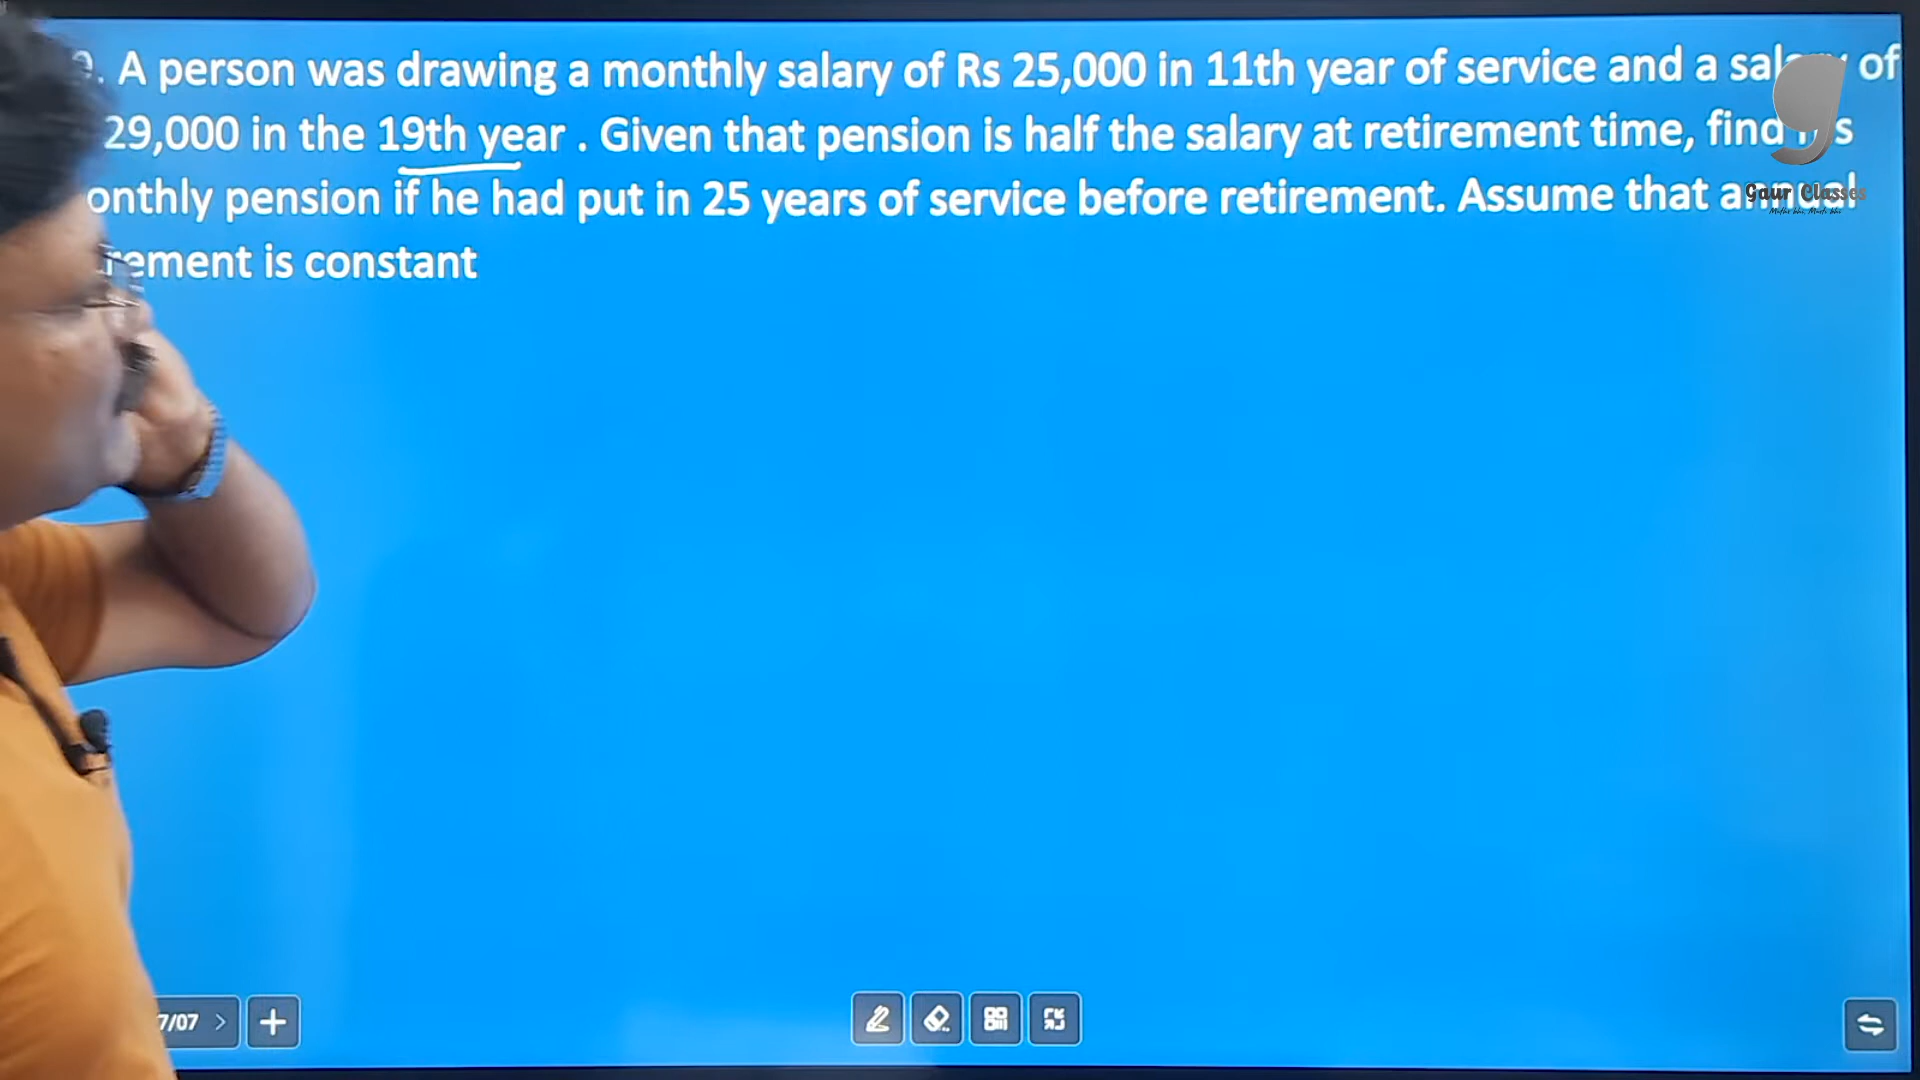 . A person was drawing a monthly salary of Rs 25,000 in 11th year of service and a of
29,000 in the 19th year . Given that pension is half the salary at retirement time, find
onthly pension if he had put in 25 years of service before retirement. Assume that annual
rement is constant
Gaur Classes
7/07